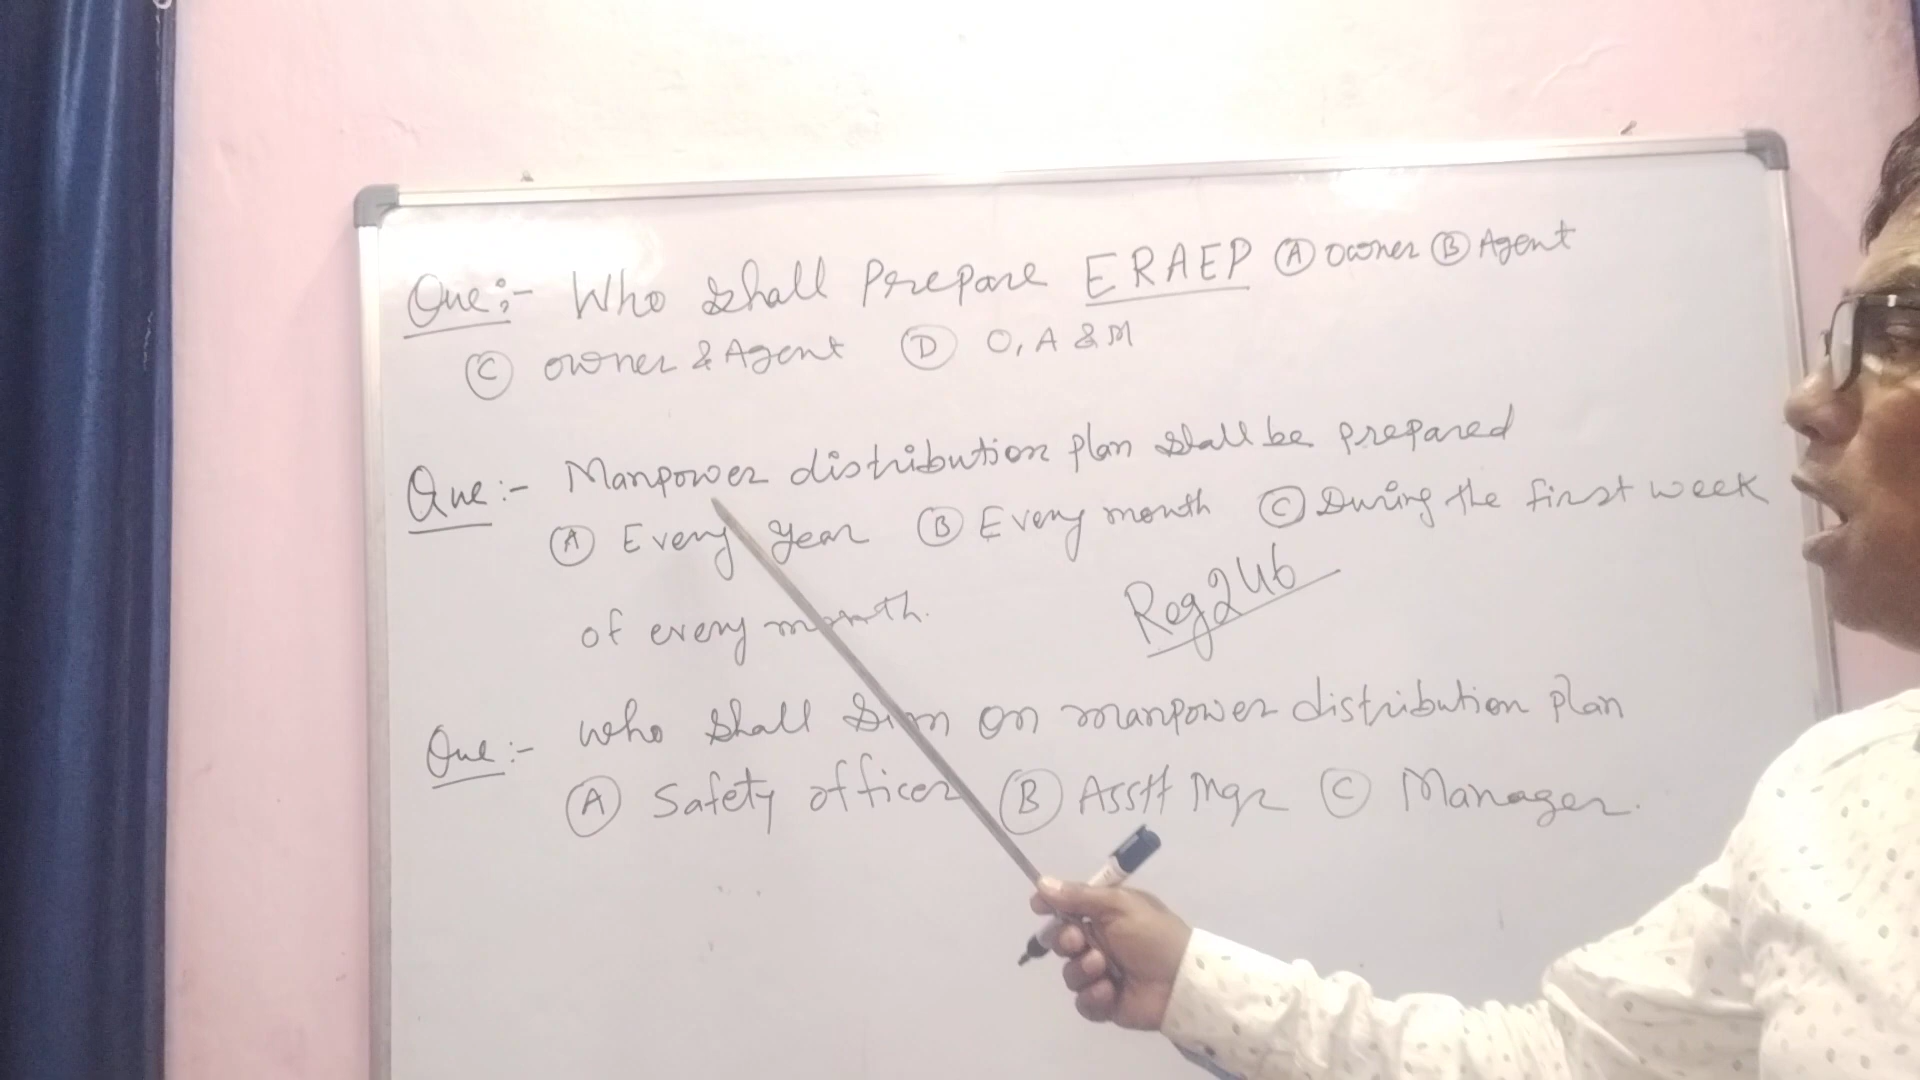 Que:- Who shall Prepare ERAEP Ⓐ owner Ⓑ Agent
Ⓒ owner & Agent Ⓓ O, A & M
Que:- Manpower distribution plan shall be prepared
Ⓐ Every year Ⓑ Every month Ⓒ During the first week
of every month.
Reg 246
Que:- who shall sign on manpower distribution plan
Ⓐ Safety officer Ⓑ Asstt Mgr Ⓒ Manager.